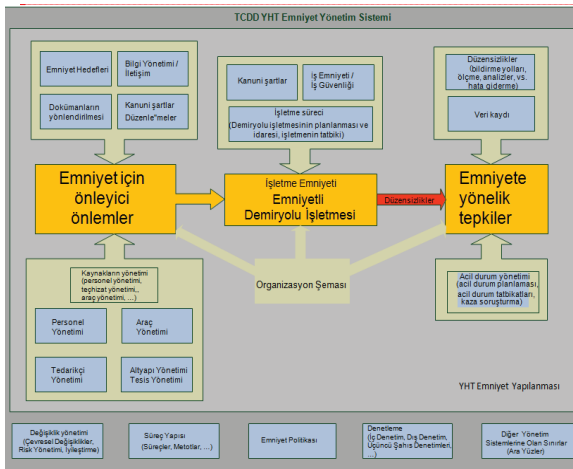 TCDD YHT Emniyet Yönetim Sistemi
Emniyet Hedefleri
Bilgi Yönetimi /
İletişim
Dokümanların
yönlendirilmesi
Kanuni şartlar
Düzenle"meler
Kanuni şartlar
İş Emniyeti /
İş Güvenliği
İşletme süreci
(Demiryolu işletmesinin planlanması ve
idaresi, işletmenin tatbiki)
Düzensizlikler
(bildirme yolları,
ölçme, analizler, vs.
hata giderme)
Veri kaydı
Emniyet için
önleyici
önlemler
İşletme Emniyeti
Emniyetli
Demiryolu İşletmesi
Düzensizlikler
Emniyete
yönelik
tepkiler
Kaynakların yönetimi
(personel yönetimi,
teçhizat yönetimi,,
araç yönetimi, ...)
Personel
Yönetimi
Araç
Yönetimi
Tedarikçi
Yönetimi
Altyapı Yönetimi
Tesis Yönetimi
Organizasyon Şeması
Acil durum yönetimi
(acil durum planlaması,
acil durum tatbikatları,
kaza soruşturma)
YHT Emniyet Yapılanması
Değişiklik yönetimi
(Çevresel Değişiklikler,
Risk Yönetimi, İyileştirme)
Süreç Yapısı
(Süreçler, Metotlar, ...)
Emniyet Politikası
Denetleme
(İç Denetim, Dış Denetim,
Üçüncü Şahıs Denetimleri,
...)
Diğer Yönetim
Sistemlerine Olan Sınırlar
(Ara Yüzler)